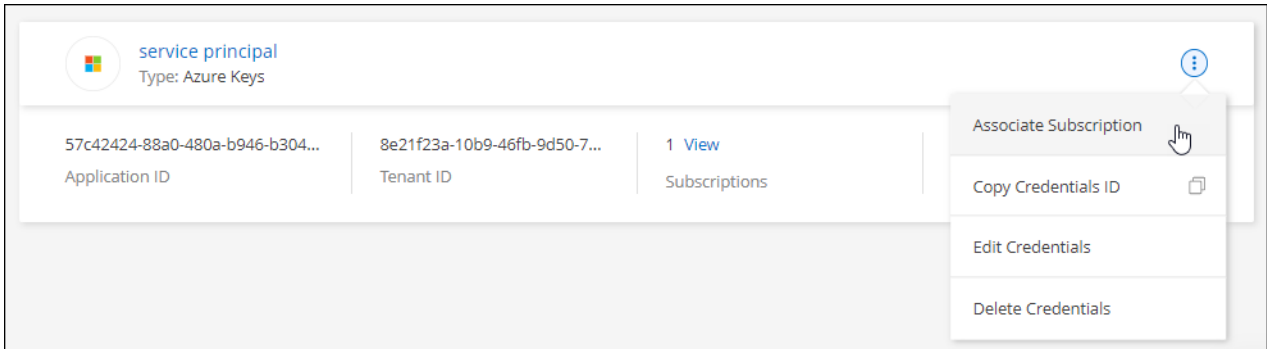 service principal
Type: Azure Keys
57c42424-88a0-480a-b946-b304...
Application ID
8e21f23a-10b9-46fb-9d50-7...
Tenant ID
1 View
Subscriptions
Associate Subscription
Copy Credentials ID
Edit Credentials
Delete Credentials